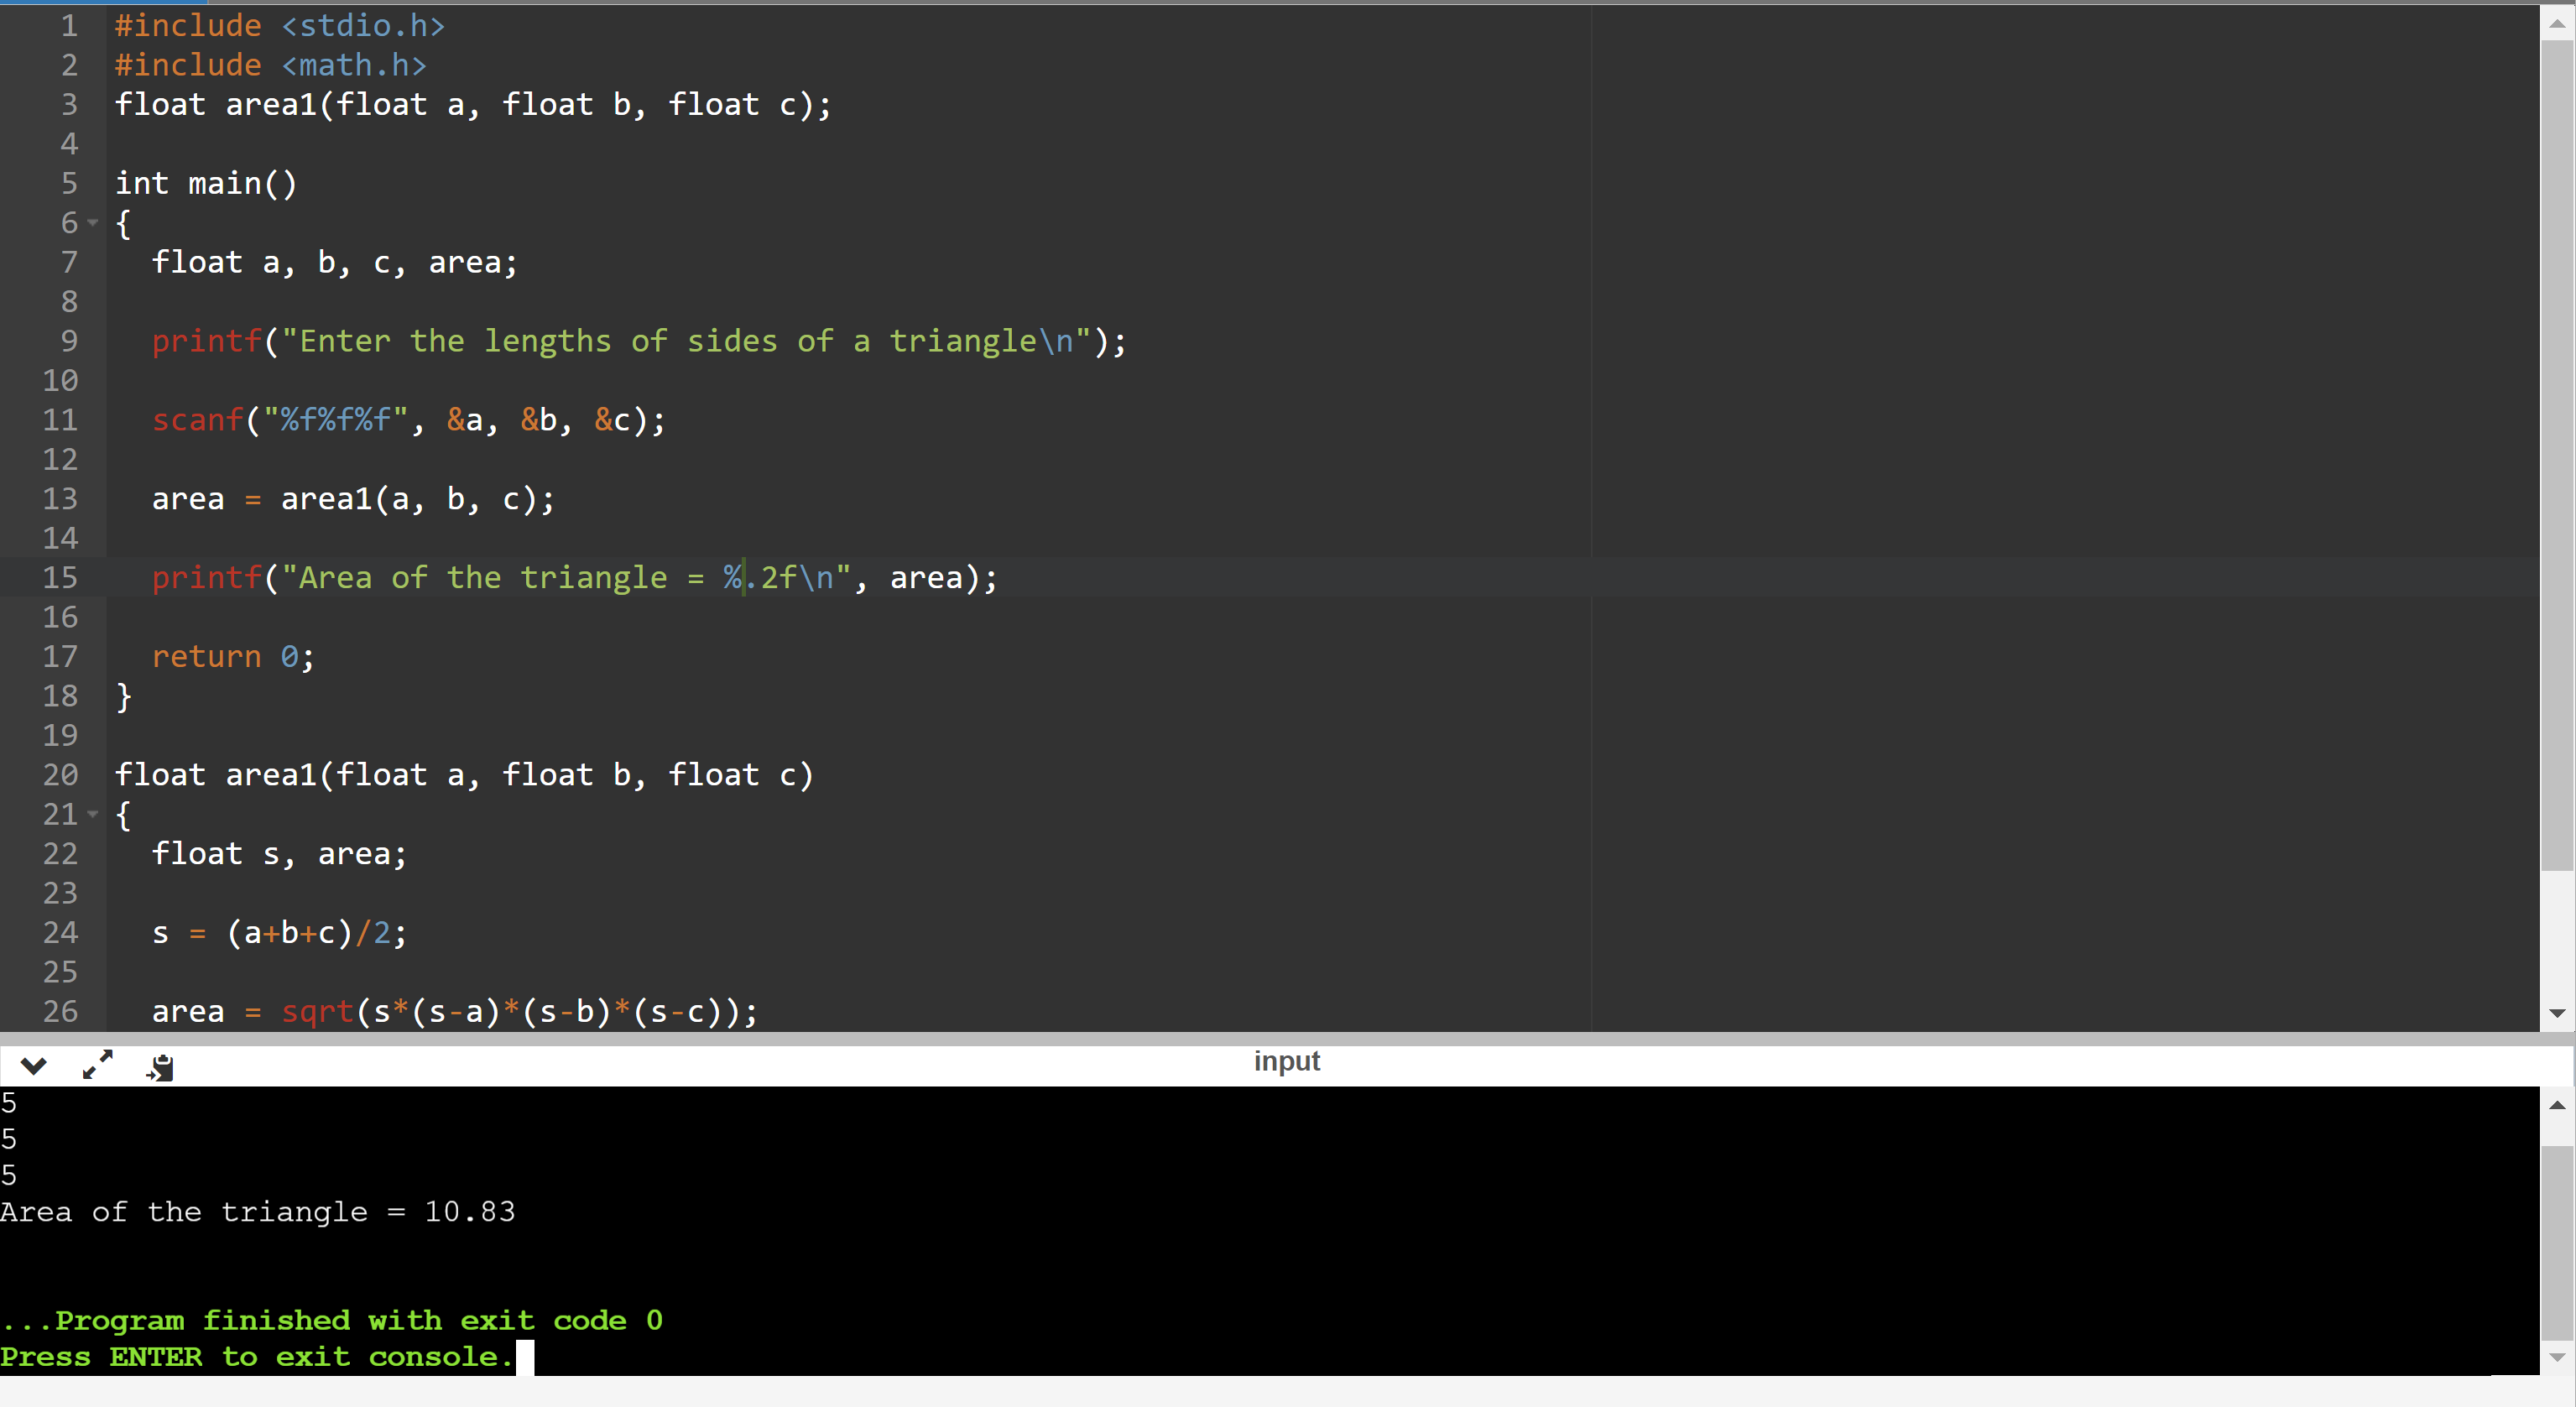 1 #include <stdio.h>
2 #include <math.h>
3 float area1(float a, float b, float c);
4
5 int main()
6 {
7 float a, b, c, area;
8
9 printf("Enter the lengths of sides of a triangle\n");
10
11 scanf("%f%f%f", &a, &b, &c);
12
13 area = area1(a, b, c);
14
15 printf("Area of the triangle = %.2f\n", area);
16
17 return 0;
18 }
19
20 float area1(float a, float b, float c)
21 {
22 float s, area;
23
24 s = (a+b+c)/2;
25
26 area = sqrt(s*(s-a)*(s-b)*(s-c));
input
5
5
5
Area of the triangle = 10.83
...Program finished with exit code 0
Press ENTER to exit console.